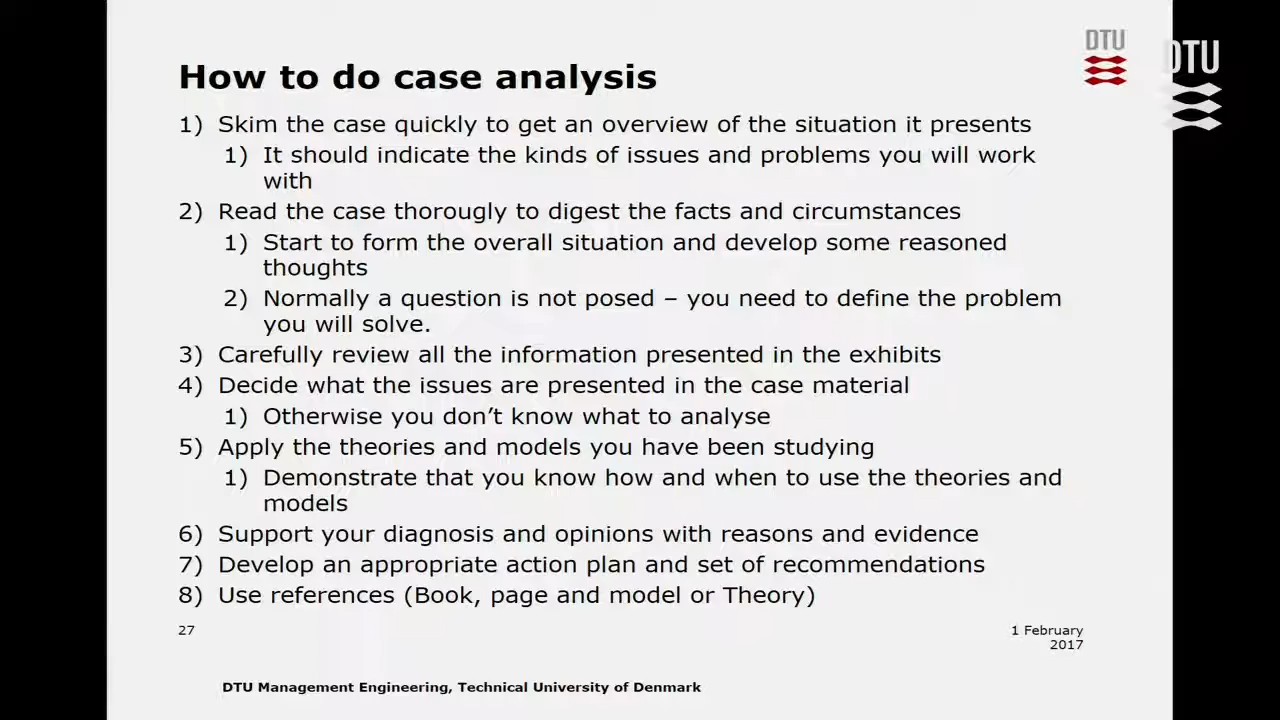 DTU
DTU
How to do case analysis
1) Skim the case quickly to get an overview of the situation it presents
1) It should indicate the kinds of issues and problems you will work
with
2) Read the case thorougly to digest the facts and circumstances
1) Start to form the overall situation and develop some reasoned
thoughts
2) Normally a question is not posed – you need to define the problem
you will solve.
3) Carefully review all the information presented in the exhibits
4) Decide what the issues are presented in the case material
1) Otherwise you don’t know what to analyse
5) Apply the theories and models you have been studying
1) Demonstrate that you know how and when to use the theories and
models
6) Support your diagnosis and opinions with reasons and evidence
7) Develop an appropriate action plan and set of recommendations
8) Use references (Book, page and model or Theory)
27
1 February
2017
DTU Management Engineering, Technical University of Denmark